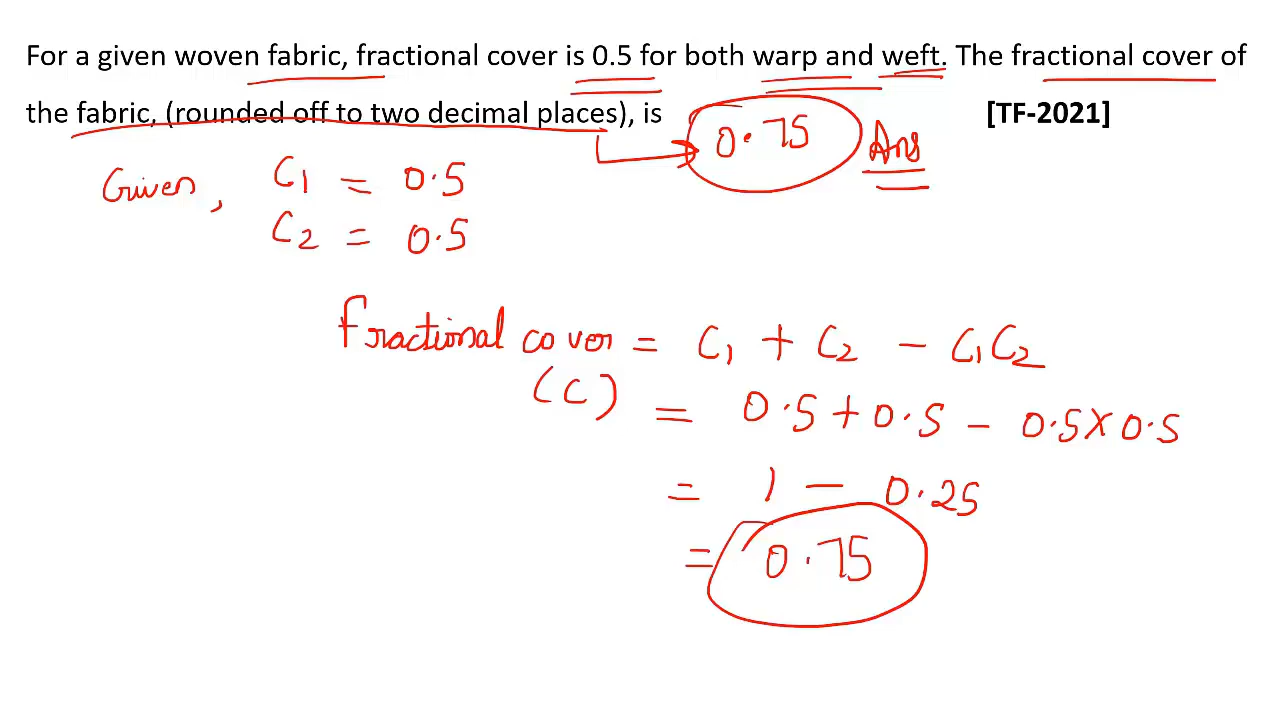 For a given woven fabric, fractional cover is 0.5 for both warp and weft. The fractional cover of
the fabric, (rounded off to two decimal places), is 0.75 Ans [TF-2021]
Given, C1 = 0.5
C2 = 0.5
Fractional cover = C1 + C2 - C1C2
(C) = 0.5 + 0.5 - 0.5 × 0.5
= 1 - 0.25
= 0.75